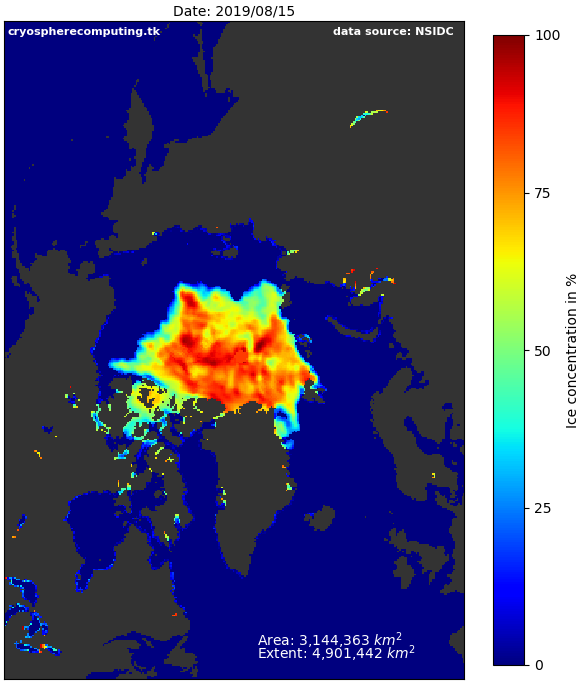 Date: 2019/08/15
cryospherecomputing.tk data source: NSIDC
100
75
50
25
0
Ice concentration in %
Area: 3,144,363 km²
Extent: 4,901,442 km²